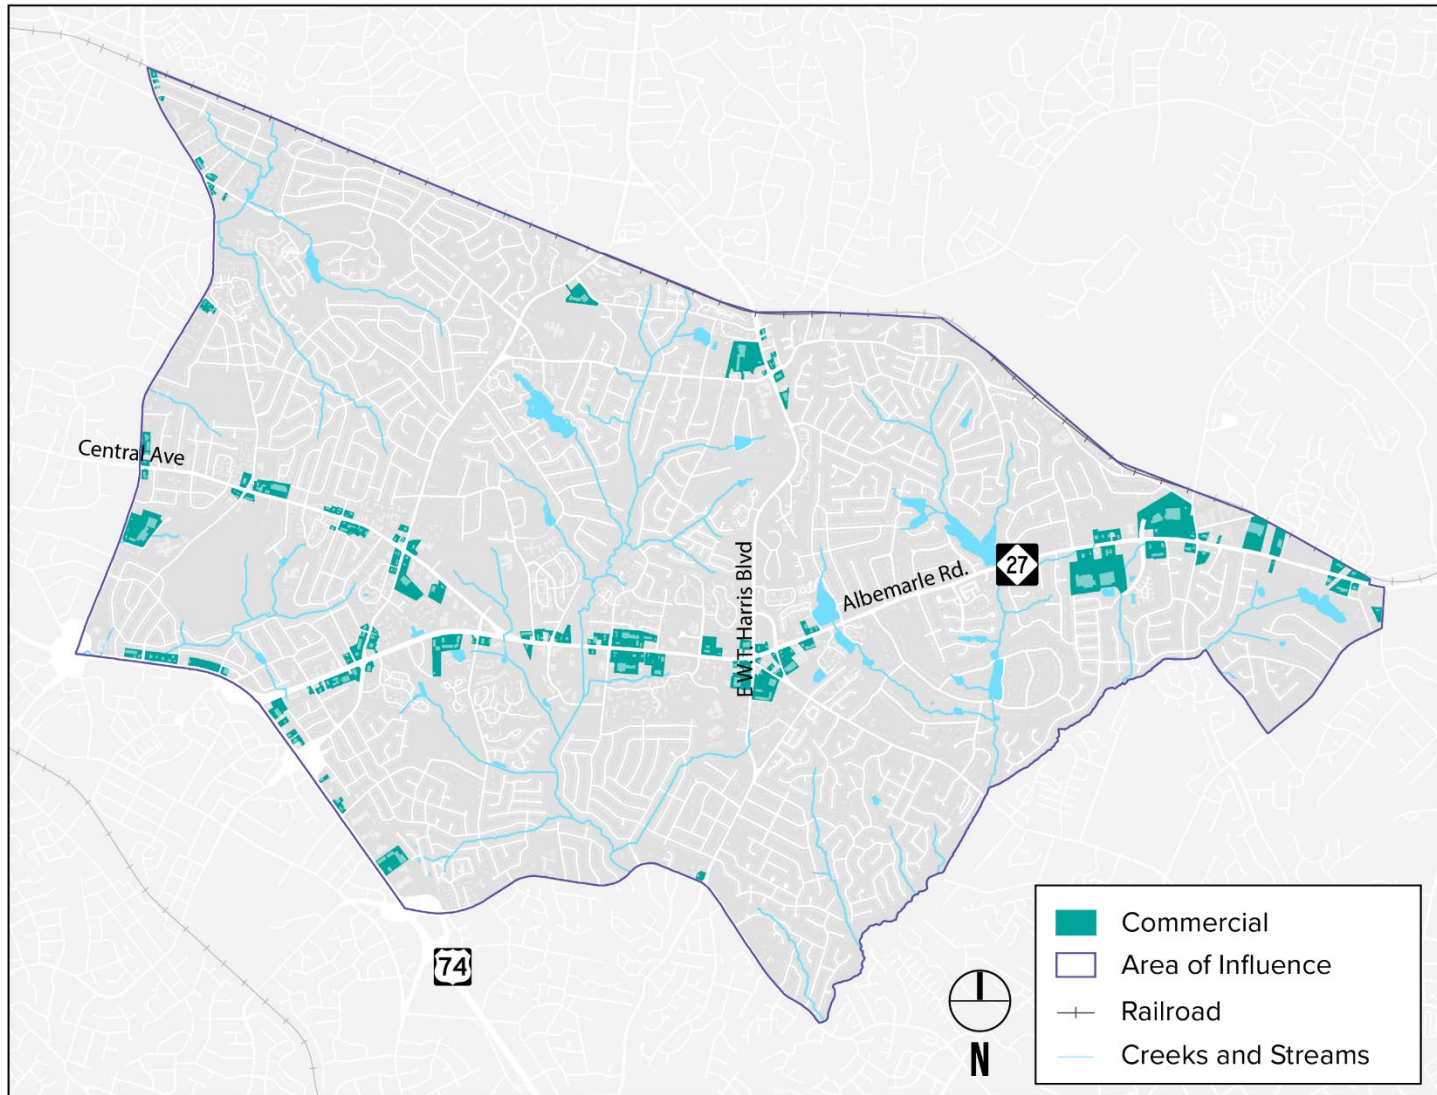 Central Ave
E W.T. Harris Blvd
Albemarle Rd.
27
74
N
Commercial
Area of Influence
Railroad
Creeks and Streams